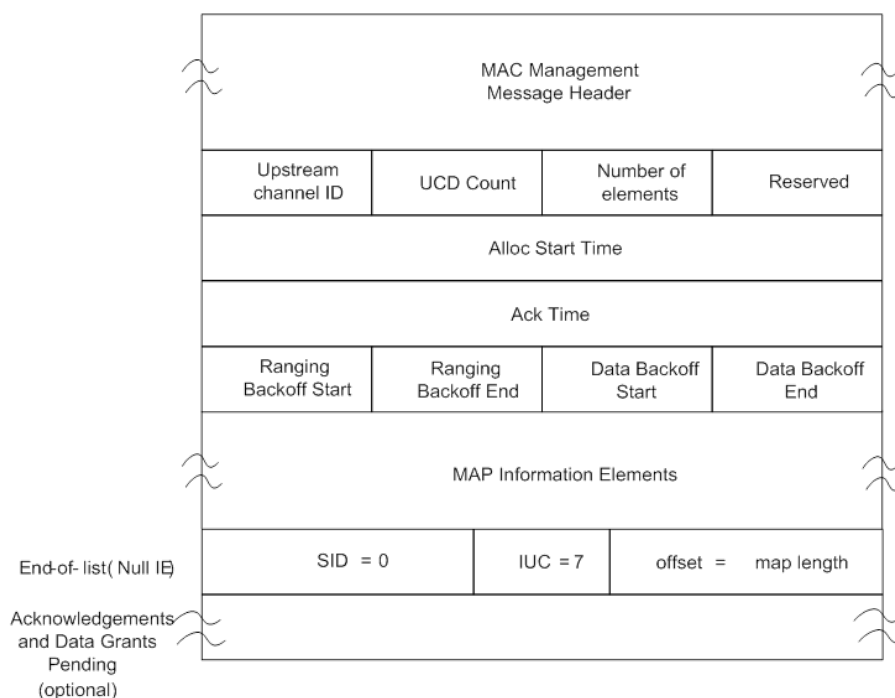 MAC Management
Message Header
Upstream
channel ID
UCD Count
Number of
elements
Reserved
Alloc Start Time
Ack Time
Ranging
Backoff Start
Ranging
Backoff End
Data Backoff
Start
Data Backoff
End
MAP Information Elements
End-of- list( Null IE)
SID = 0
IUC = 7
offset = map length
Acknowledgements
and Data Grants
Pending
(optional)